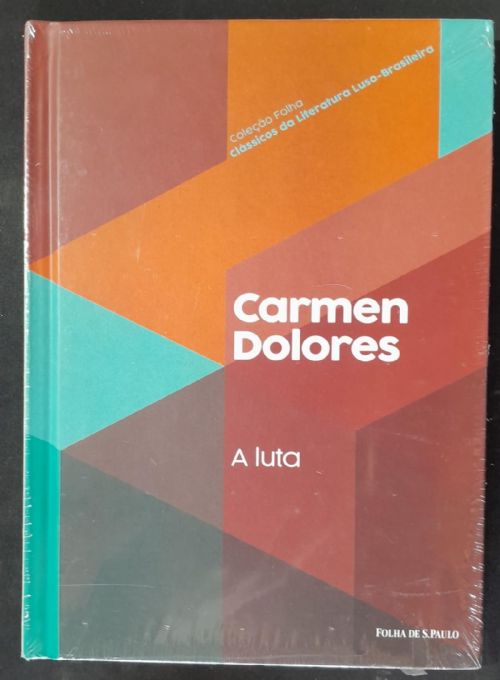 Coleção Folha
clássicos da Literatura Luso-Brasileira
Carmen
Dolores
A luta
FOLHA DE S.PAULO